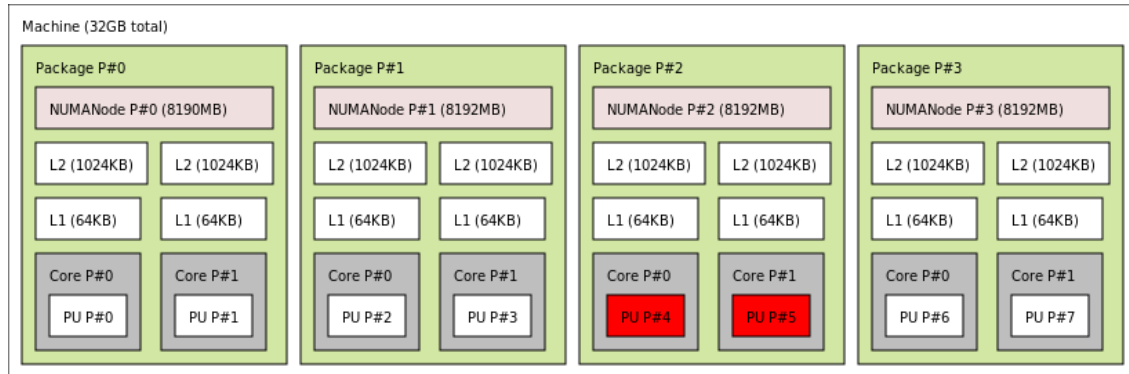 Machine (32GB total)
Package P#0
NUMANode P#0 (8190MB)
L2 (1024KB) L2 (1024KB)
L1 (64KB) L1 (64KB)
Core P#0 Core P#1
PU P#0 PU P#1
Package P#1
NUMANode P#1 (8192MB)
L2 (1024KB) L2 (1024KB)
L1 (64KB) L1 (64KB)
Core P#0 Core P#1
PU P#2 PU P#3
Package P#2
NUMANode P#2 (8192MB)
L2 (1024KB) L2 (1024KB)
L1 (64KB) L1 (64KB)
Core P#0 Core P#1
PU P#4 PU P#5
Package P#3
NUMANode P#3 (8192MB)
L2 (1024KB) L2 (1024KB)
L1 (64KB) L1 (64KB)
Core P#0 Core P#1
PU P#6 PU P#7